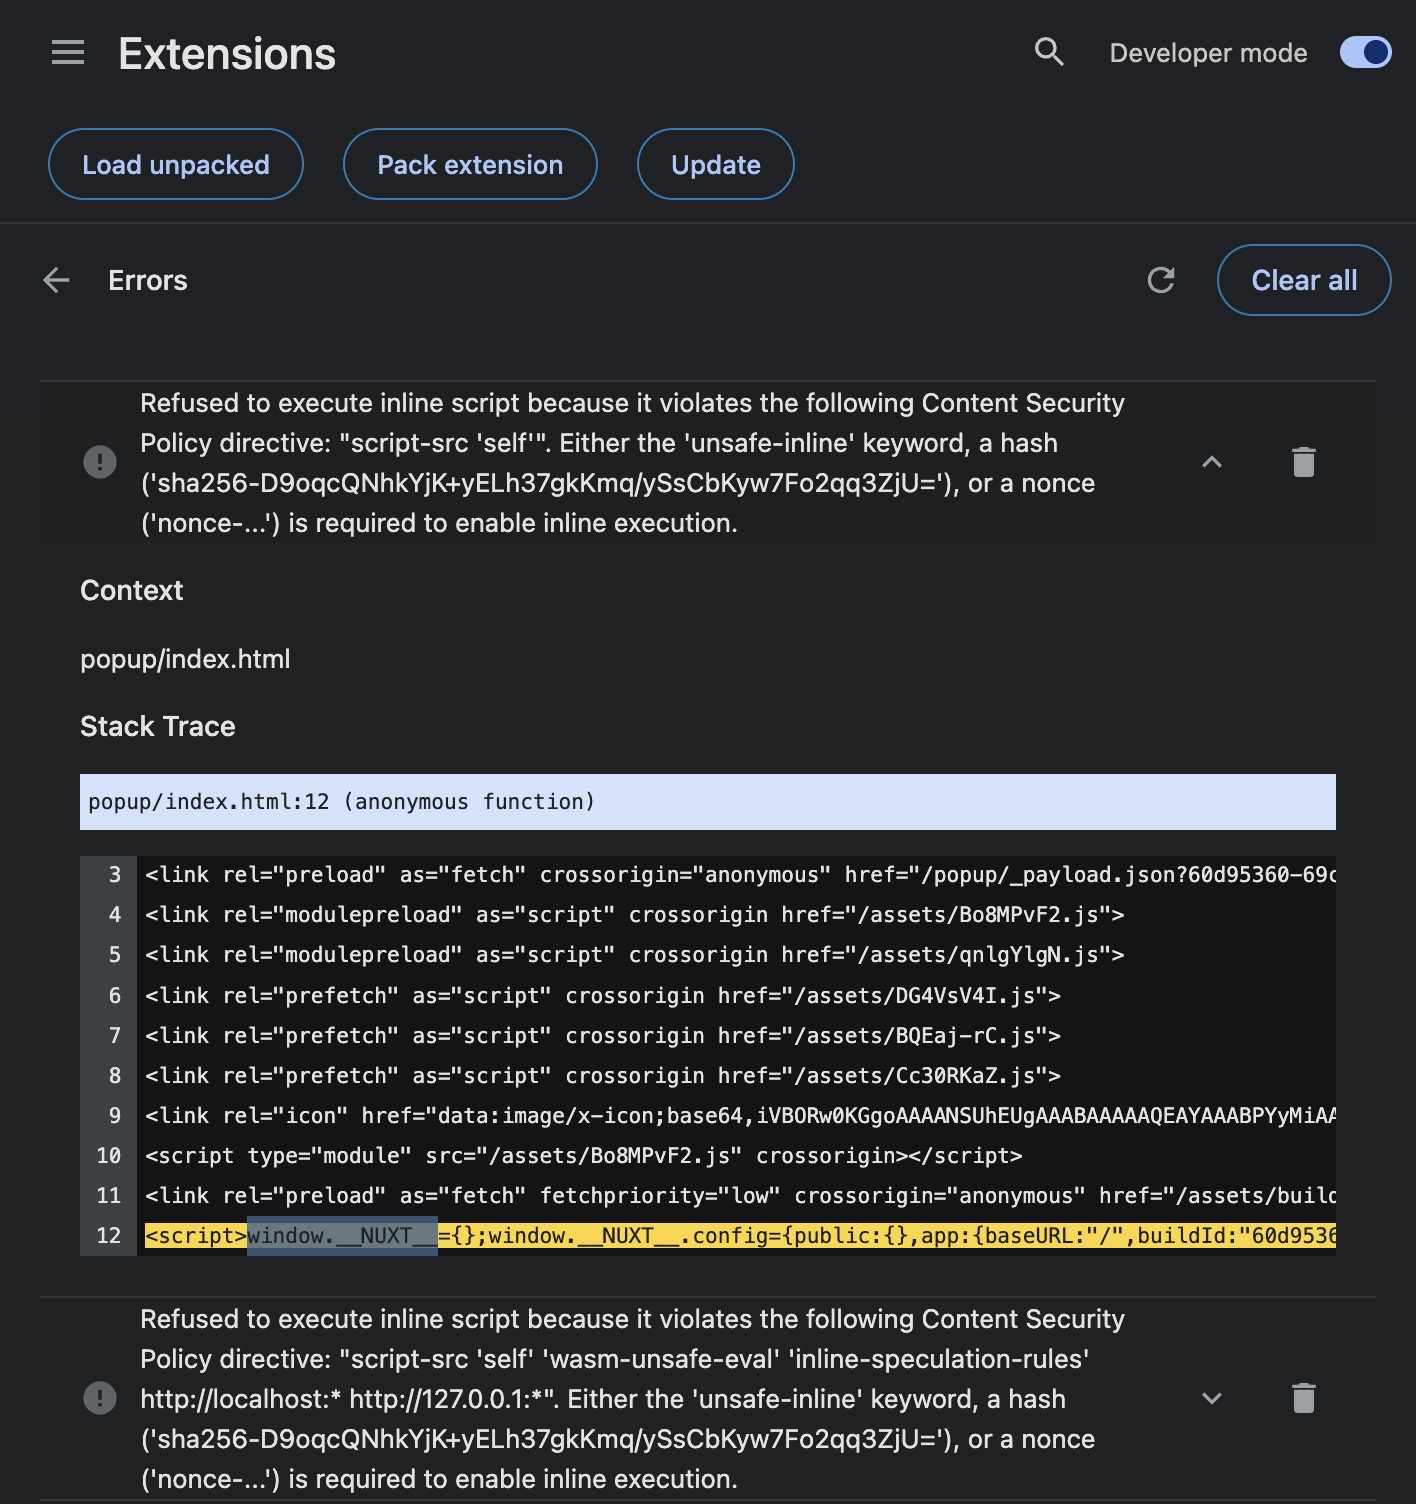 Extensions
Developer mode
Load unpacked
Pack extension
Update
Errors
Clear all
Refused to execute inline script because it violates the following Content Security
Policy directive: "script-src 'self'". Either the 'unsafe-inline' keyword, a hash
('sha256-D9oqcQNhkYjK+yELh37gkKmq/ySsCbKyw7Fo2qq3ZjU='), or a nonce
('nonce-...') is required to enable inline execution.
Context
popup/index.html
Stack Trace
popup/index.html:12 (anonymous function)
3 <link rel="preload" as="fetch" crossorigin="anonymous" href="/popup/_payload.json?60d95360-69c
4 <link rel="modulepreload" as="script" crossorigin href="/assets/Bo8MPvF2.js">
5 <link rel="modulepreload" as="script" crossorigin href="/assets/qnlgYlgN.js">
6 <link rel="prefetch" as="script" crossorigin href="/assets/DG4VsV4I.js">
7 <link rel="prefetch" as="script" crossorigin href="/assets/BQEaj-rC.js">
8 <link rel="prefetch" as="script" crossorigin href="/assets/Cc30RKaZ.js">
9 <link rel="icon" href="data:image/x-icon;base64,iVBORw0KGgoAAAANSUhEUgAAABAAAAAQEAYAAABPYyMiAA
10 <script type="module" src="/assets/Bo8MPvF2.js" crossorigin></script>
11 <link rel="preload" as="fetch" fetchpriority="low" crossorigin="anonymous" href="/assets/build
12 <script>window.__NUXT__={};window.__NUXT__.config={public:{},app:{baseURL:"/",buildId:"60d9536
Refused to execute inline script because it violates the following Content Security
Policy directive: "script-src 'self' 'wasm-unsafe-eval' 'inline-speculation-rules'
http://localhost:* http://127.0.0.1:*". Either the 'unsafe-inline' keyword, a hash
('sha256-D9oqcQNhkYjK+yELh37gkKmq/ySsCbKyw7Fo2qq3ZjU='), or a nonce
('nonce-...') is required to enable inline execution.